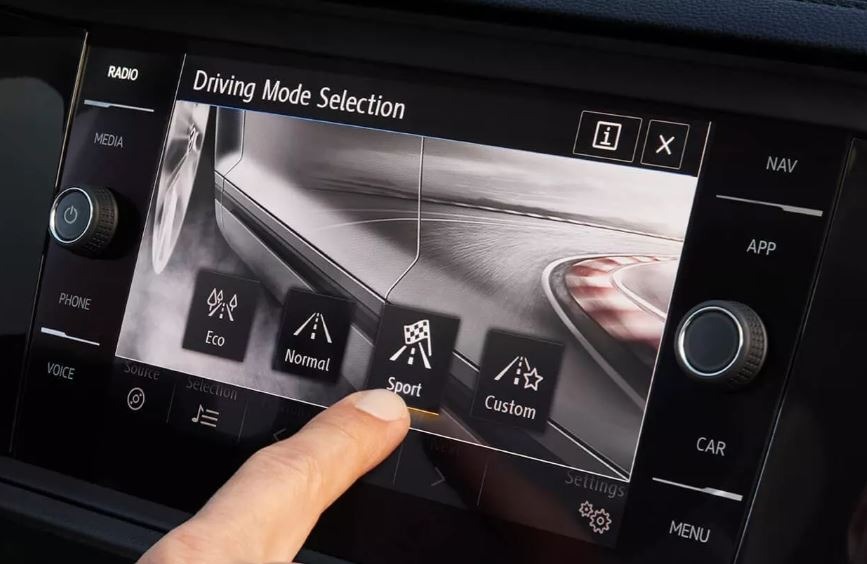 RADIO
MEDIA
PHONE
VOICE
Driving Mode Selection
Eco
Normal
Sport
Custom
Source
Selection
Settings
NAV
APP
CAR
MENU